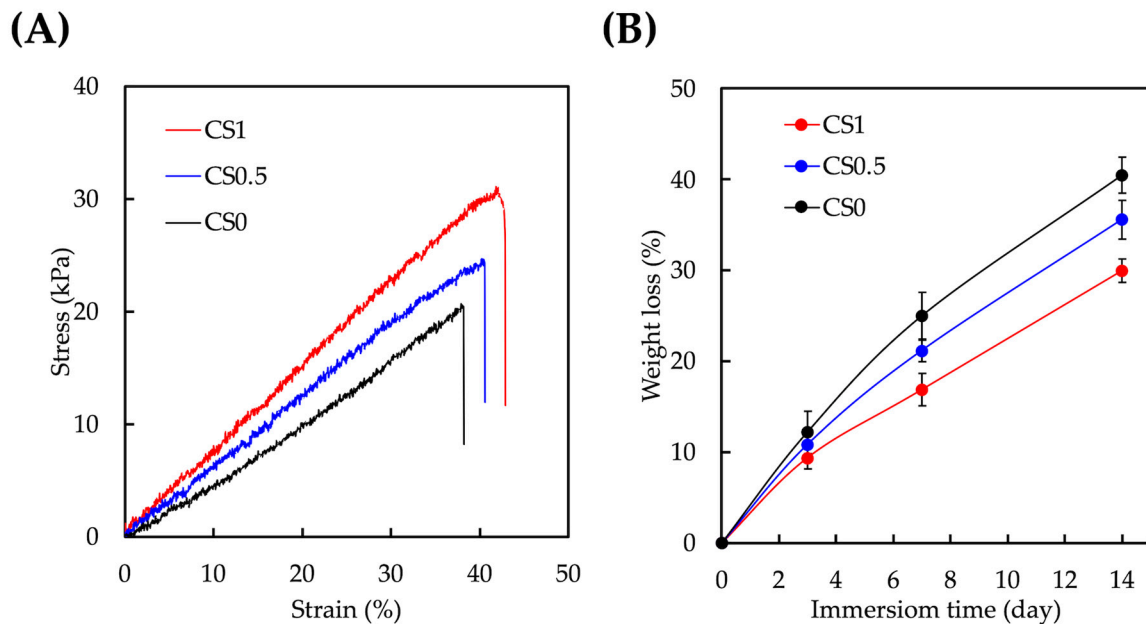 (A)
40
30
20
10
0
Stress (kPa)
CS1
CS0.5
CS0
0 10 20 30 40 50
Strain (%)
(B)
50
40
30
20
10
0
Weight loss (%)
CS1
CS0.5
CS0
0 2 4 6 8 10 12 14
Immersiom time (day)